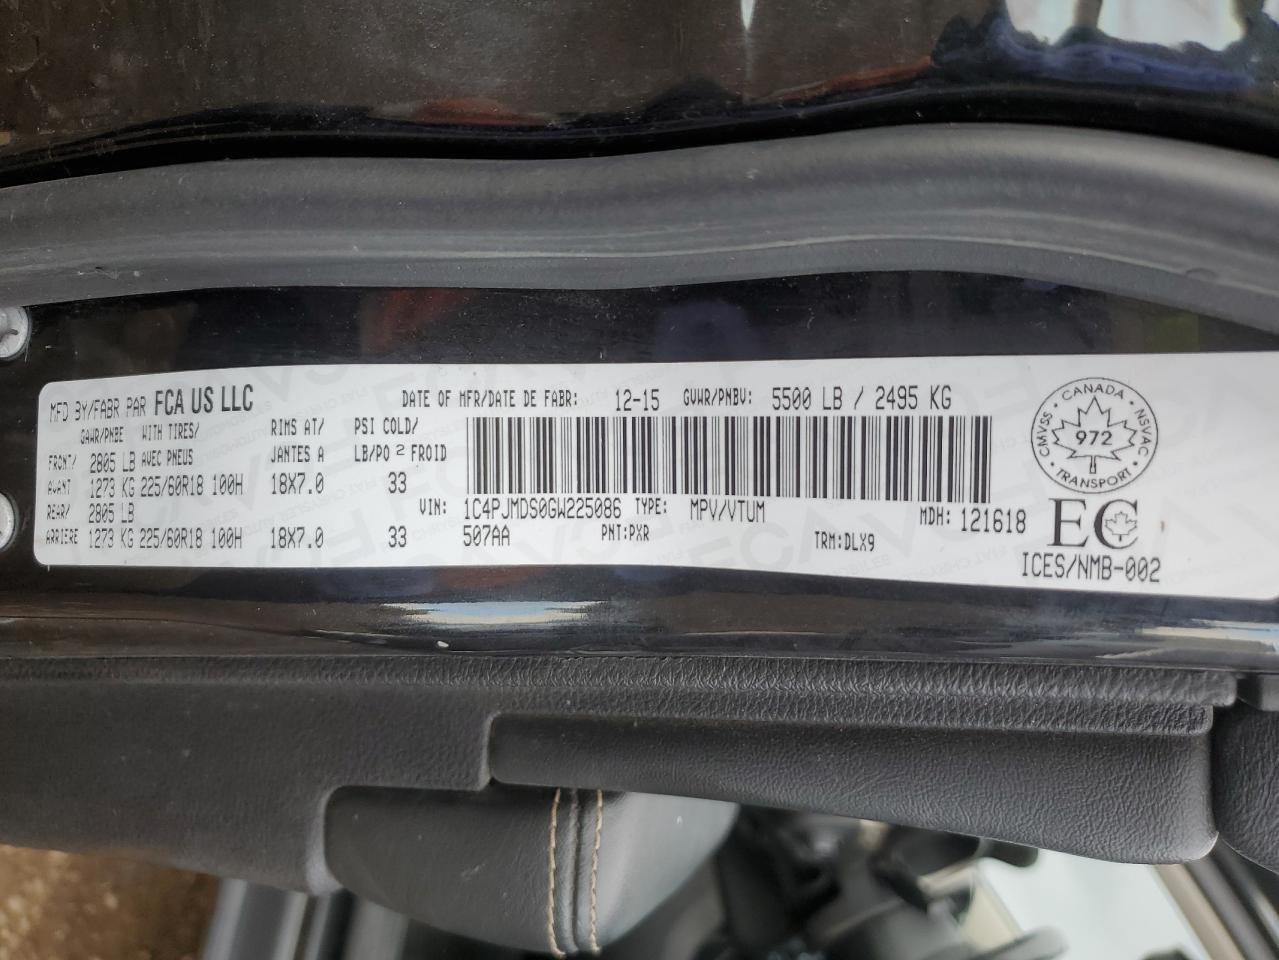 MFD BY/FABR PAR FCA US LLC DATE OF MFR/DATE DE FABR: 12-15 GVWR/PNBV: 5500 LB / 2495 KG
GAWR/PNBE WITH TIRES/ RIMS AT/ PSI COLD/
FRONT/ 2805 LB AVEC PNEUS JANTES A LB/PO 2 FROID
AVANT 1273 KG 225/60R18 100H 18X7.0 33
REAR/ 2805 LB
ARRIERE 1273 KG 225/60R18 100H 18X7.0 33
VIN: 1C4PJMDS0GW225086 TYPE: MPV/VTUM MDH: 121618
507AA PNT:PXR TRM:DLX9
CANADA
CMVSS 972 NSVAC
TRANSPORT
EC
ICES/NMB-002